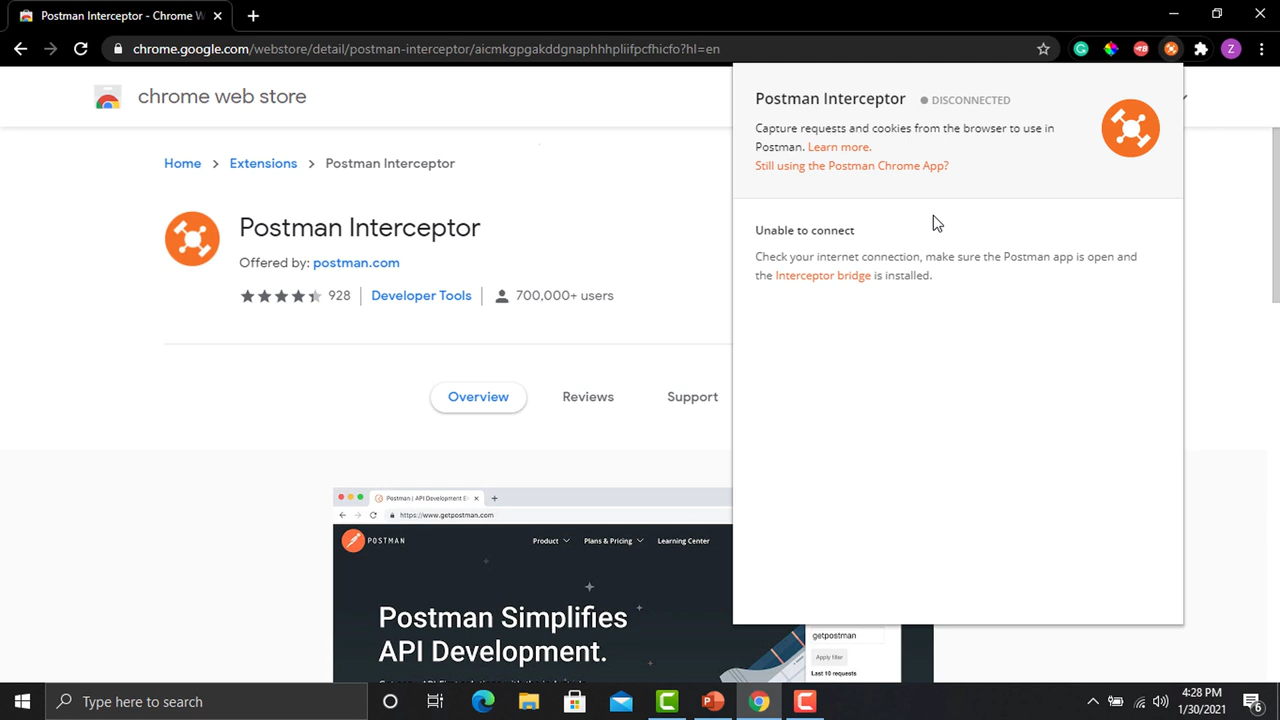 Postman Interceptor - Chrome W
chrome.google.com/webstore/detail/postman-interceptor/aicmkgpgakddgnaphhhpliifpcfhicfo?hl=en
Z
chrome web store
Home > Extensions > Postman Interceptor
Postman Interceptor
Offered by: postman.com
928 Developer Tools 700,000+ users
Overview Reviews Support
Postman Interceptor DISCONNECTED
Capture requests and cookies from the browser to use in
Postman. Learn more.
Still using the Postman Chrome App?
Unable to connect
Check your internet connection, make sure the Postman app is open and
the Interceptor bridge is installed.
Postman | API Development E
https://www.getpostman.com
POSTMAN Product Plans & Pricing Learning Center
Postman Simplifies
API Development.
getpostman
Apply filter
Last 10 requests
Type here to search
4:28 PM
1/30/2021
6